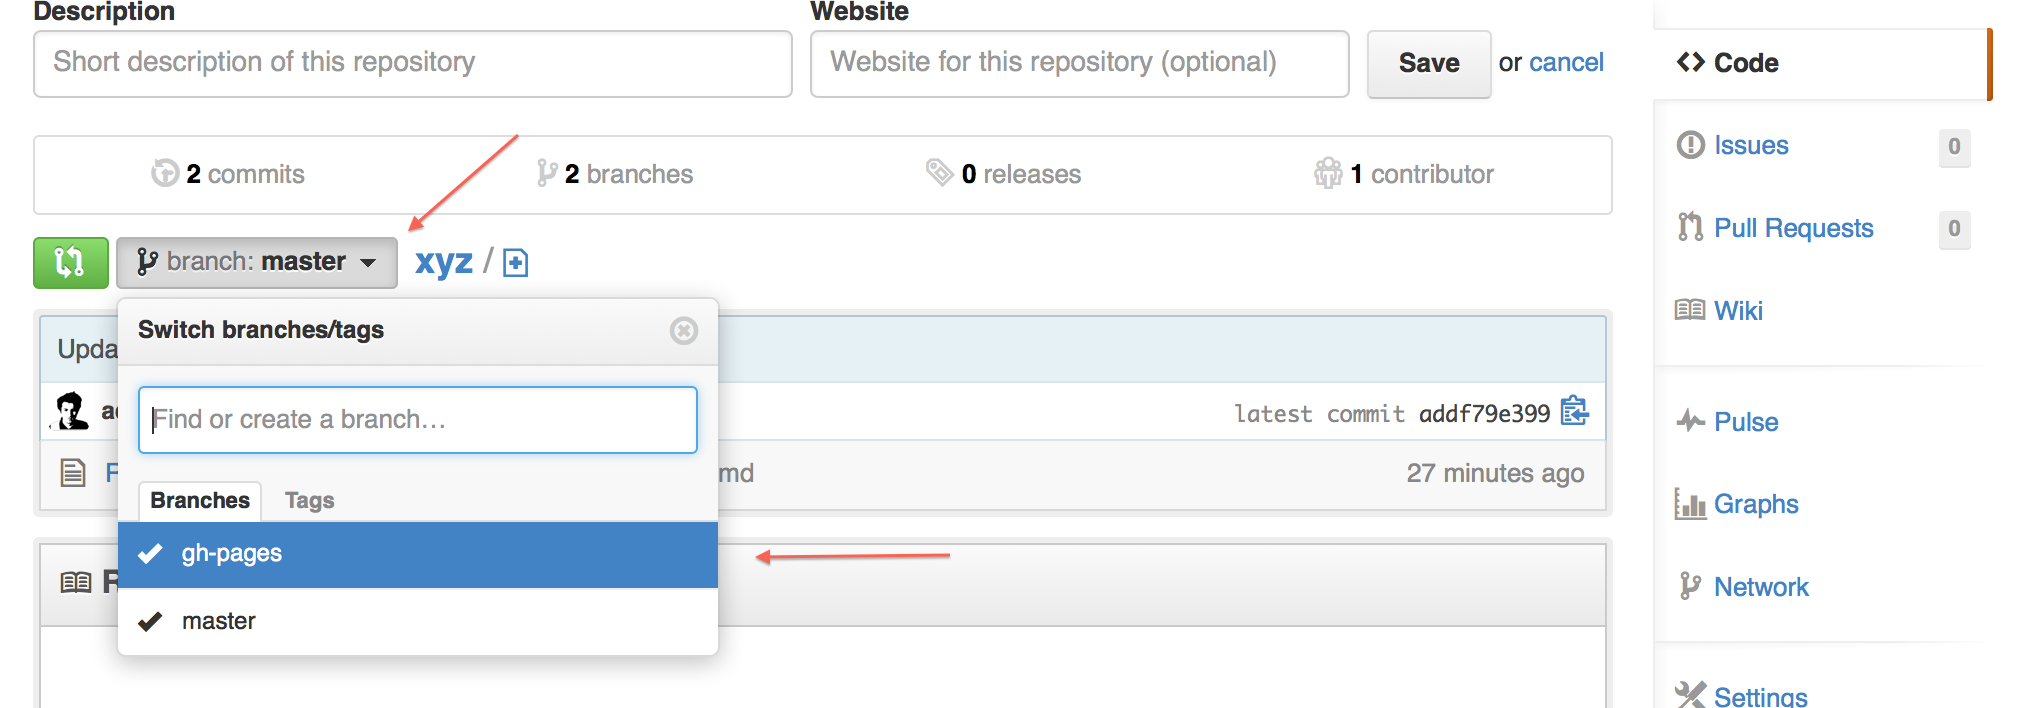 Description
Website
Short description of this repository
Website for this repository (optional)
Save or cancel
2 commits
2 branches
0 releases
1 contributor
branch: master
xyz /
Switch branches/tags
Upda
Find or create a branch…
latest commit addf79e399
md
27 minutes ago
Branches
Tags
gh-pages
master
Code
Issues 0
Pull Requests 0
Wiki
Pulse
Graphs
Network
Settings